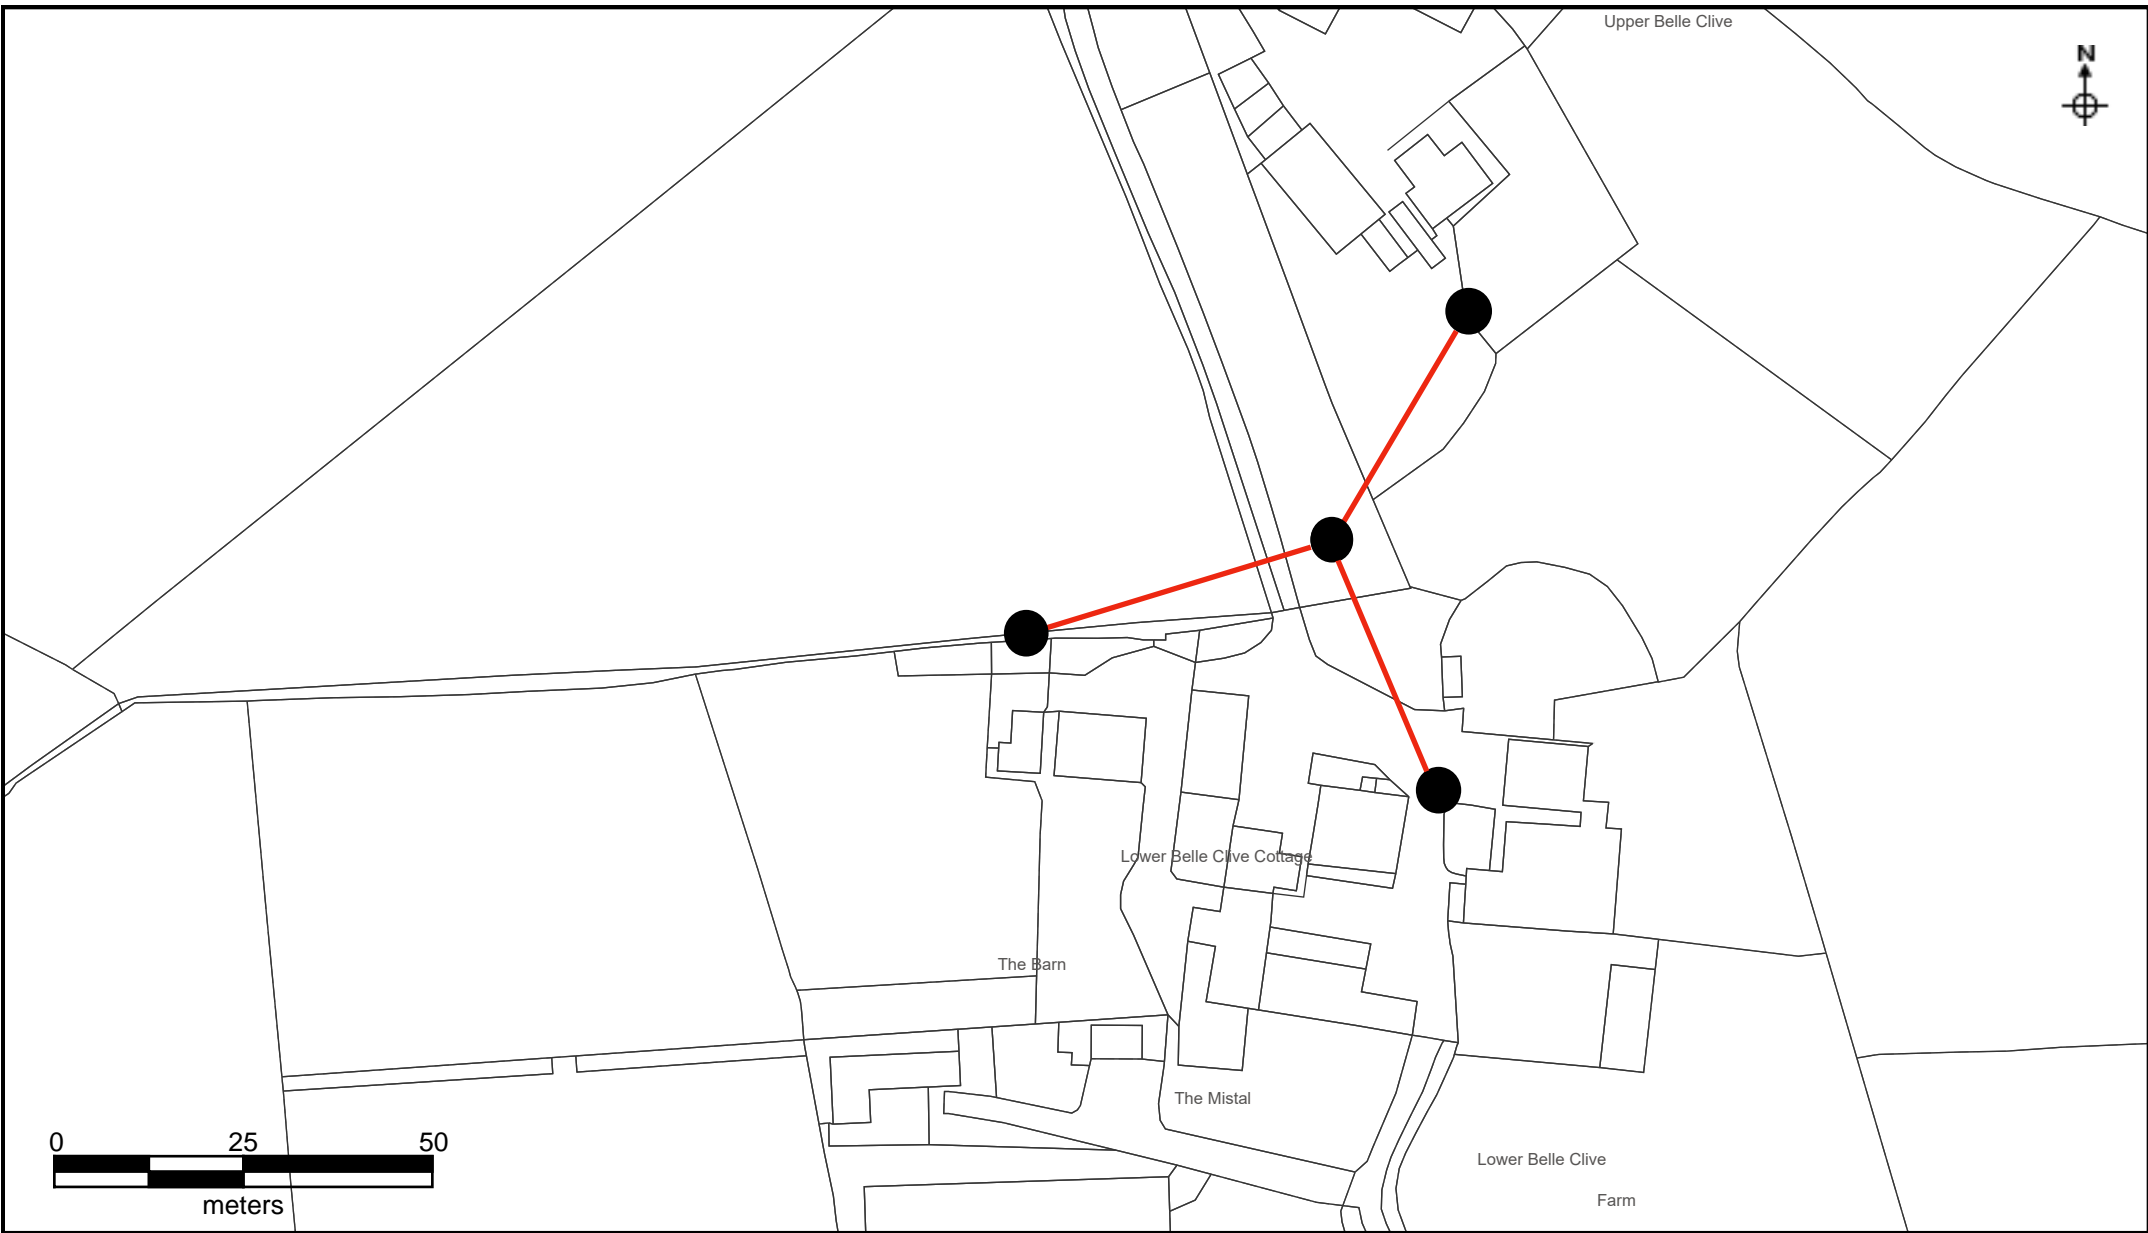 Upper Belle Clive
N
Lower Belle Clive Cottage
The Barn
The Mistal
0 25 50
meters
Lower Belle Clive
Farm